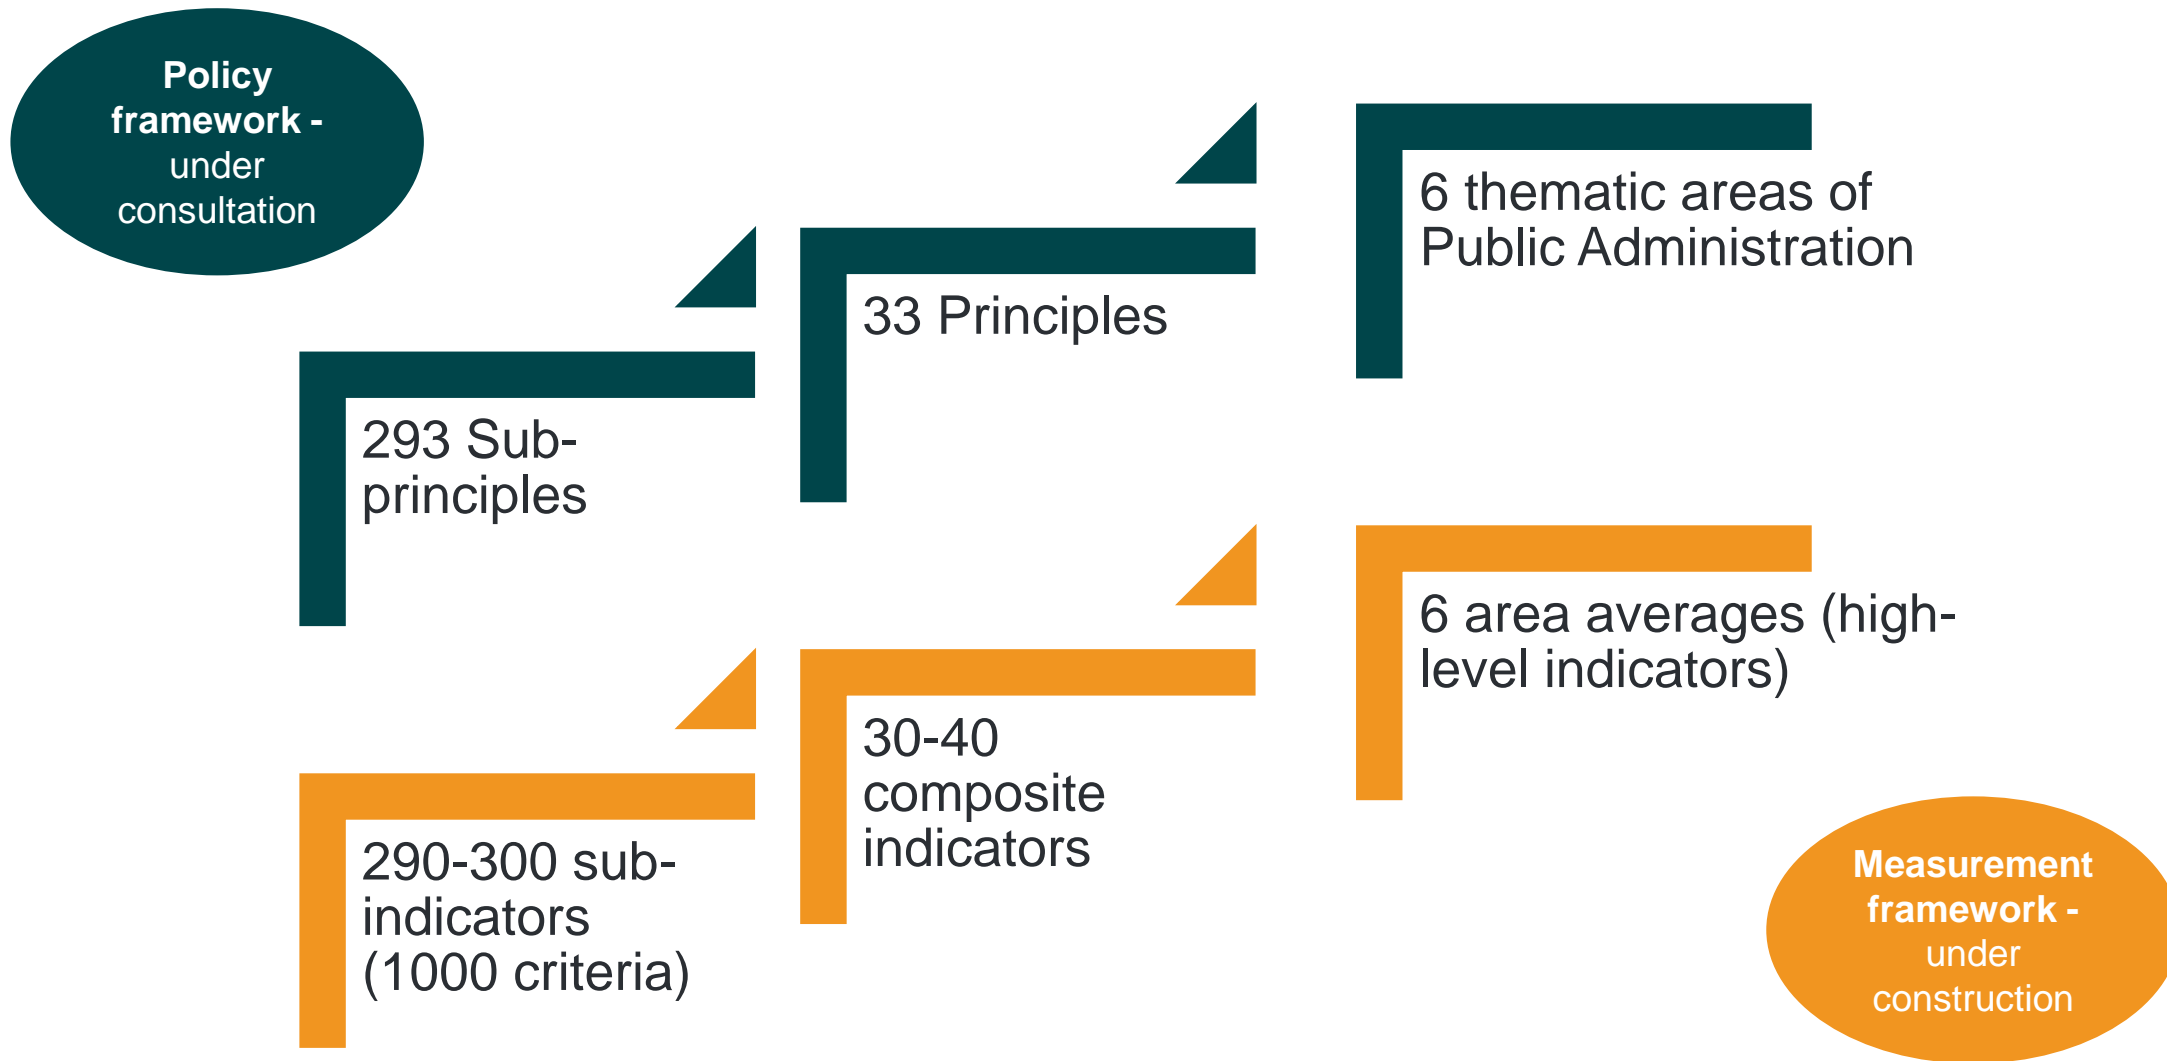 Policy
framework -
under
consultation
6 thematic areas of
Public Administration
33 Principles
293 Sub-
principles
6 area averages (high-
level indicators)
30-40
composite
indicators
290-300 sub-
indicators
(1000 criteria)
Measurement
framework -
under
construction